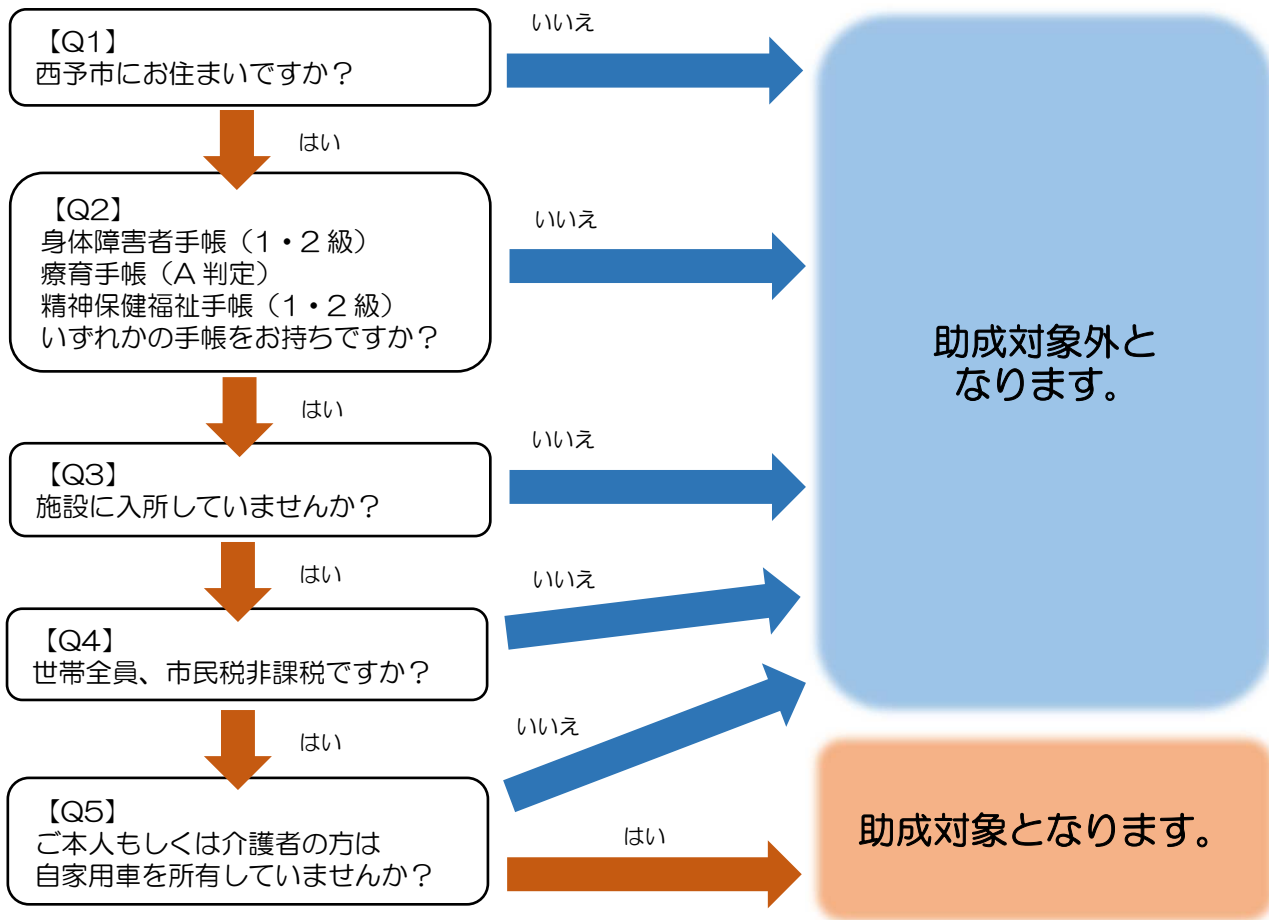 【Q1】
西予市にお住まいですか？
いいえ
はい
【Q2】
身体障害者手帳（1・2 級）
療育手帳（A 判定）
精神保健福祉手帳（1・2 級）
いずれかの手帳をお持ちですか？
いいえ
はい
【Q3】
施設に入所していませんか？
いいえ
はい
【Q4】
世帯全員、市民税非課税ですか？
いいえ
はい
【Q5】
ご本人もしくは介護者の方は
自家用車を所有していませんか？
いいえ
はい
助成対象外と
なります。
助成対象となります。